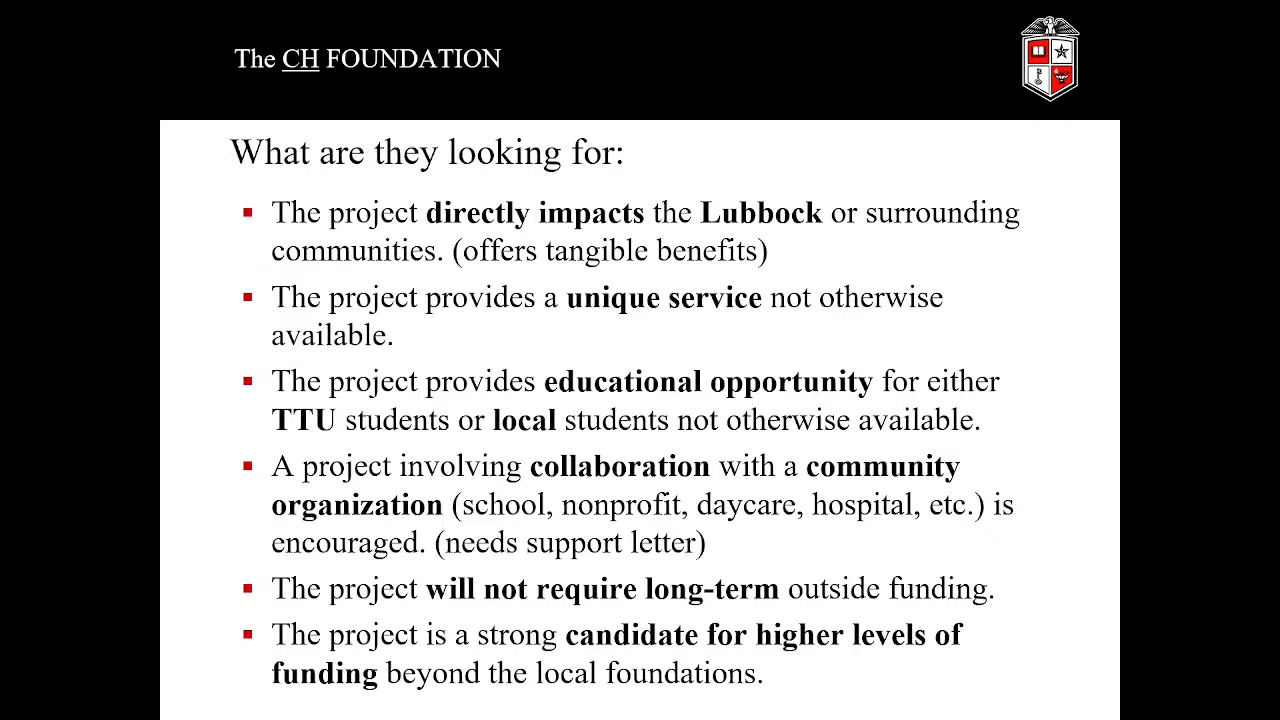 The CH FOUNDATION
What are they looking for:
▪ The project directly impacts the Lubbock or surrounding
communities. (offers tangible benefits)
▪ The project provides a unique service not otherwise
available.
▪ The project provides educational opportunity for either
TTU students or local students not otherwise available.
▪ A project involving collaboration with a community
organization (school, nonprofit, daycare, hospital, etc.) is
encouraged. (needs support letter)
▪ The project will not require long-term outside funding.
▪ The project is a strong candidate for higher levels of
funding beyond the local foundations.